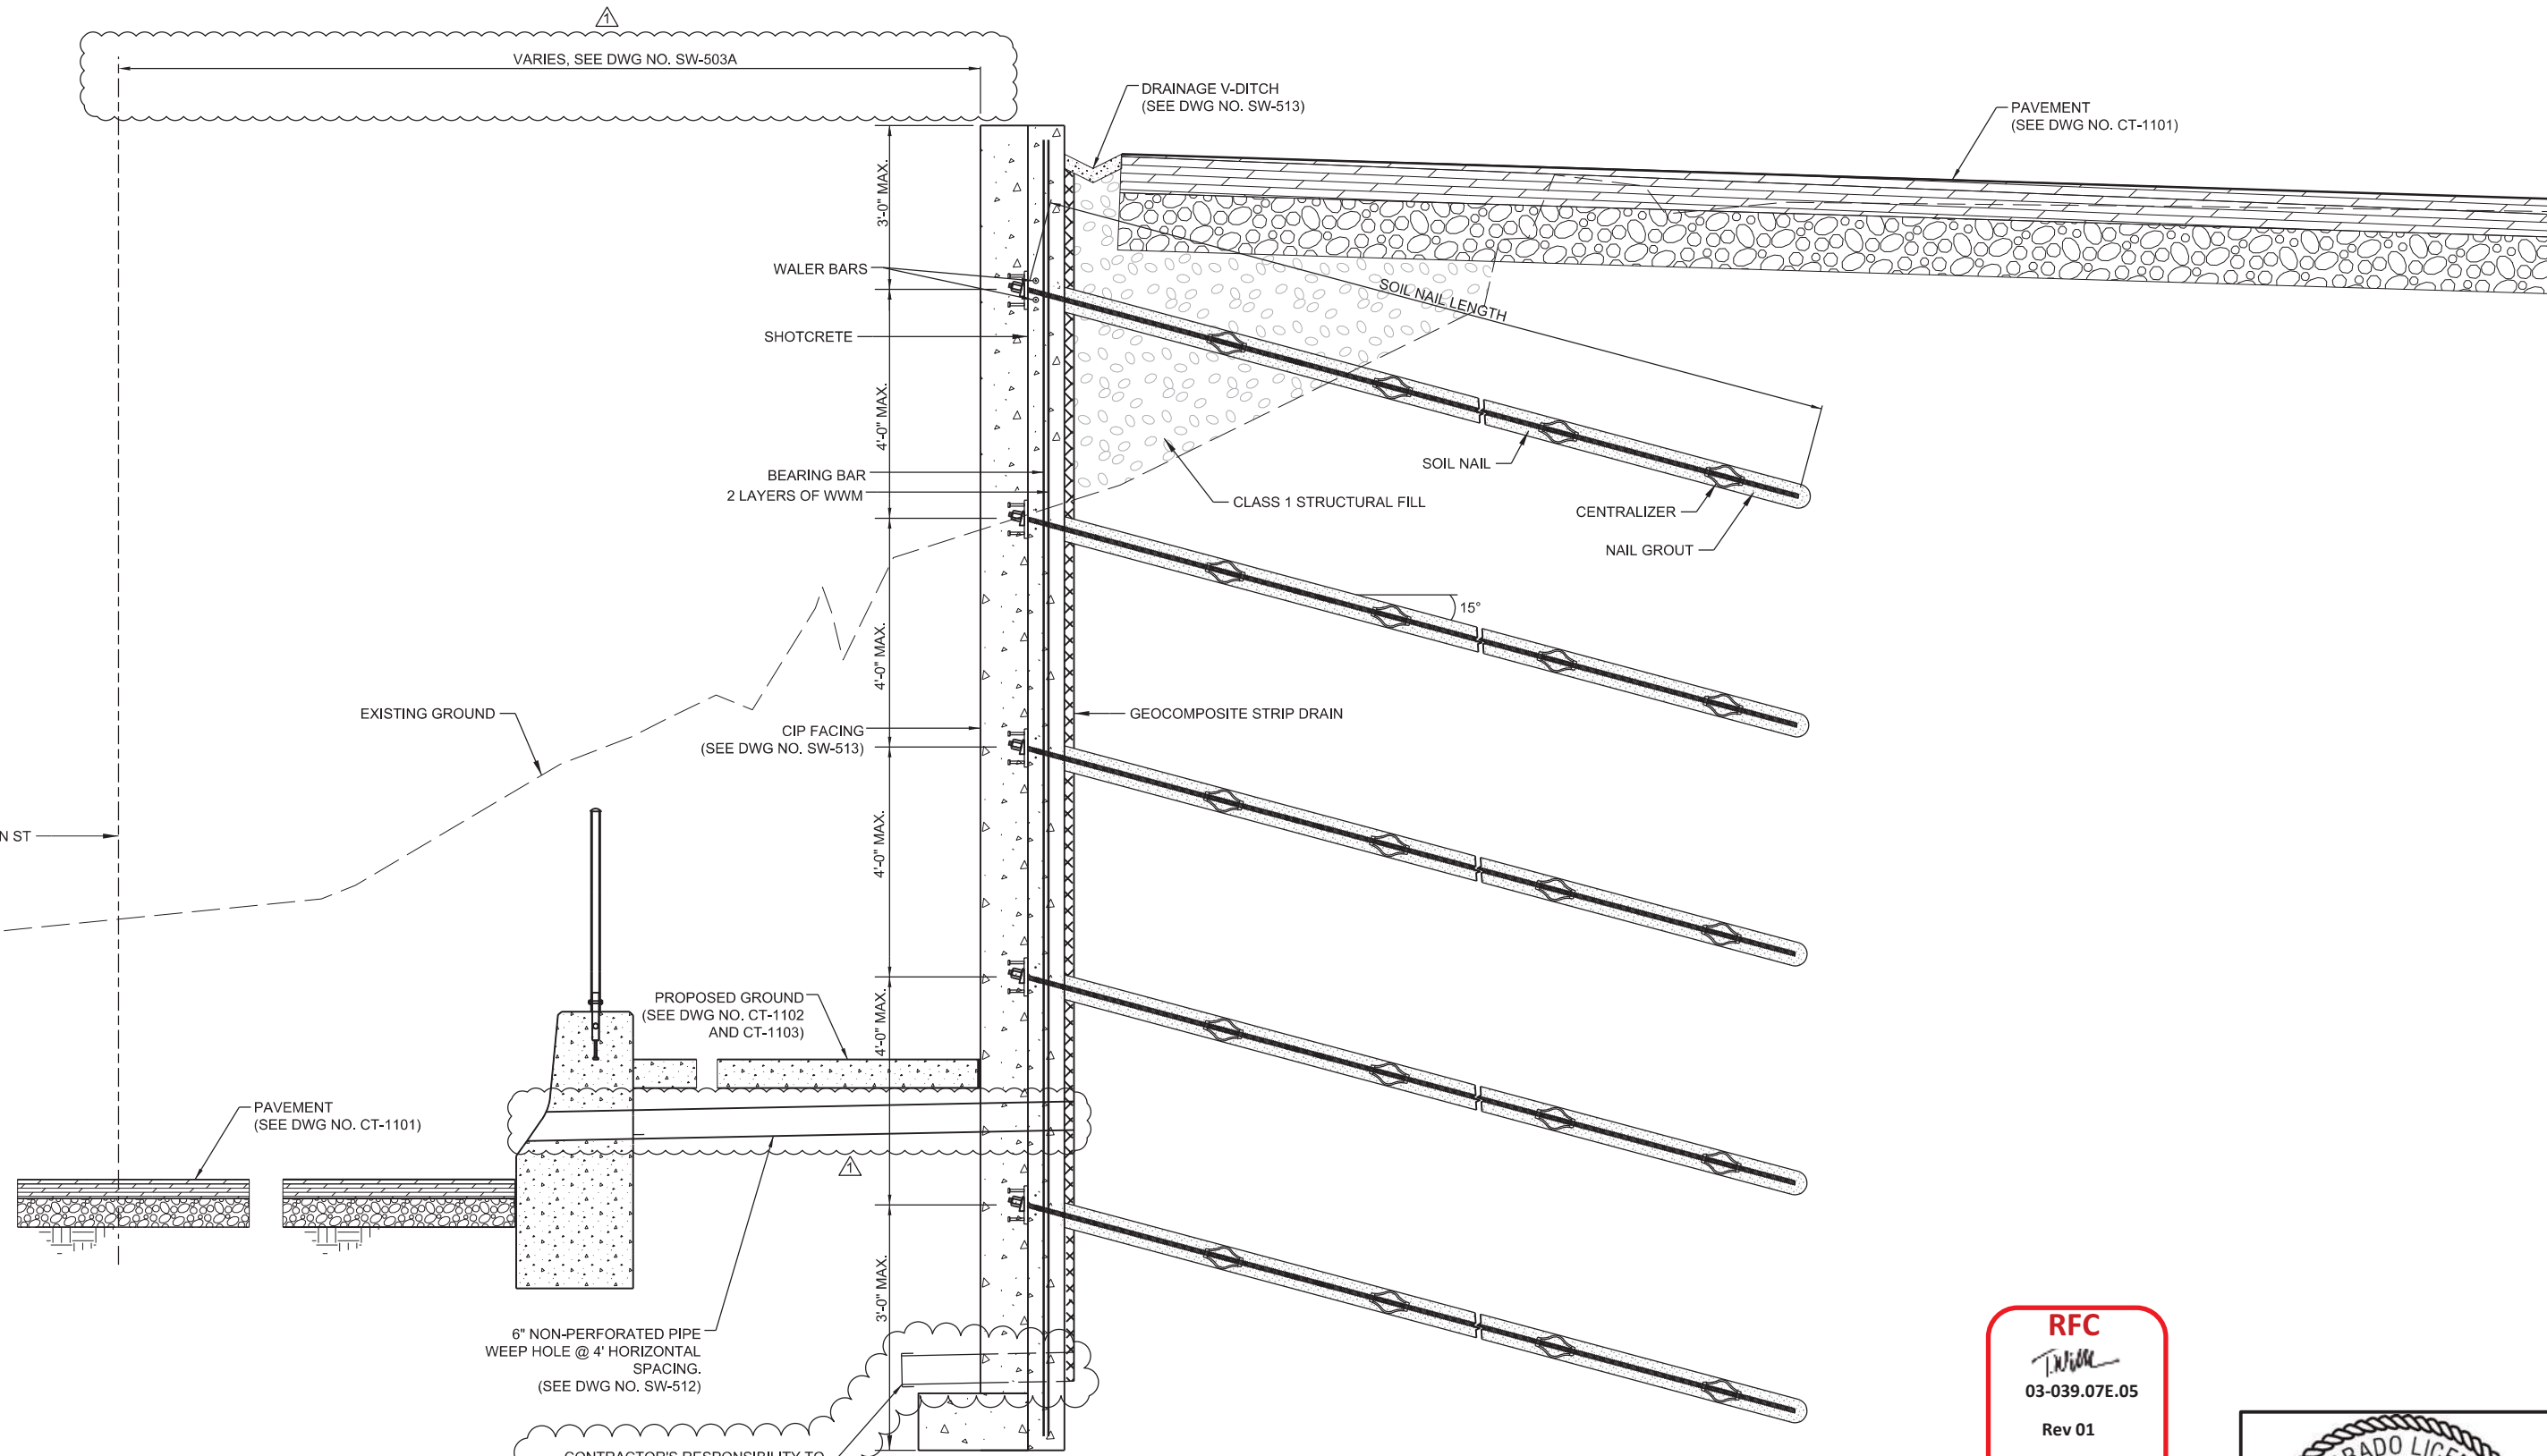 1
VARIES, SEE DWG NO. SW-503A
DRAINAGE V-DITCH
(SEE DWG NO. SW-513)
PAVEMENT
(SEE DWG NO. CT-1101)
3'-0" MAX.
WALER BARS
SOIL NAIL LENGTH
SHOTCRETE
4'-0" MAX.
BEARING BAR
2 LAYERS OF WWM
SOIL NAIL
CLASS 1 STRUCTURAL FILL
CENTRALIZER
NAIL GROUT
15°
4'-0" MAX.
EXISTING GROUND
CIP FACING
(SEE DWG NO. SW-513)
GEOCOMPOSITE STRIP DRAIN
N ST
4'-0" MAX.
PROPOSED GROUND
(SEE DWG NO. CT-1102
AND CT-1103)
4'-0" MAX.
PAVEMENT
(SEE DWG NO. CT-1101)
1
3'-0" MAX.
6" NON-PERFORATED PIPE
WEEP HOLE @ 4' HORIZONTAL
SPACING.
(SEE DWG NO. SW-512)
CONTRACTOR'S RESPONSIBILITY TO
RFC
03-039.07E.05
Rev 01